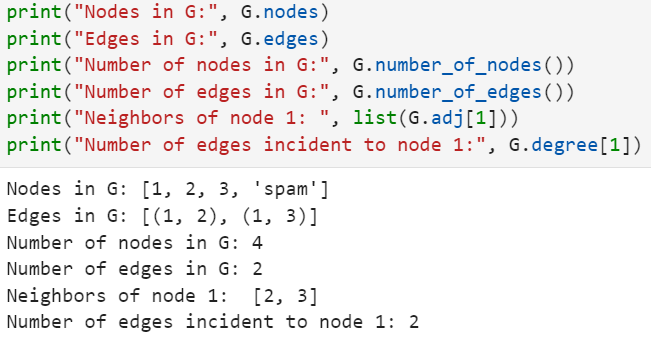 print("Nodes in G:", G.nodes)
print("Edges in G:", G.edges)
print("Number of nodes in G:", G.number_of_nodes())
print("Number of edges in G:", G.number_of_edges())
print("Neighbors of node 1: ", list(G.adj[1]))
print("Number of edges incident to node 1:", G.degree[1])
Nodes in G: [1, 2, 3, 'spam']
Edges in G: [(1, 2), (1, 3)]
Number of nodes in G: 4
Number of edges in G: 2
Neighbors of node 1:  [2, 3]
Number of edges incident to node 1: 2